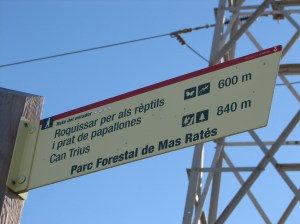 Roquissar per als rèptils
i prat de papallones
600 m
Can Trius
840 m
Parc Forestal de Mas Ratés